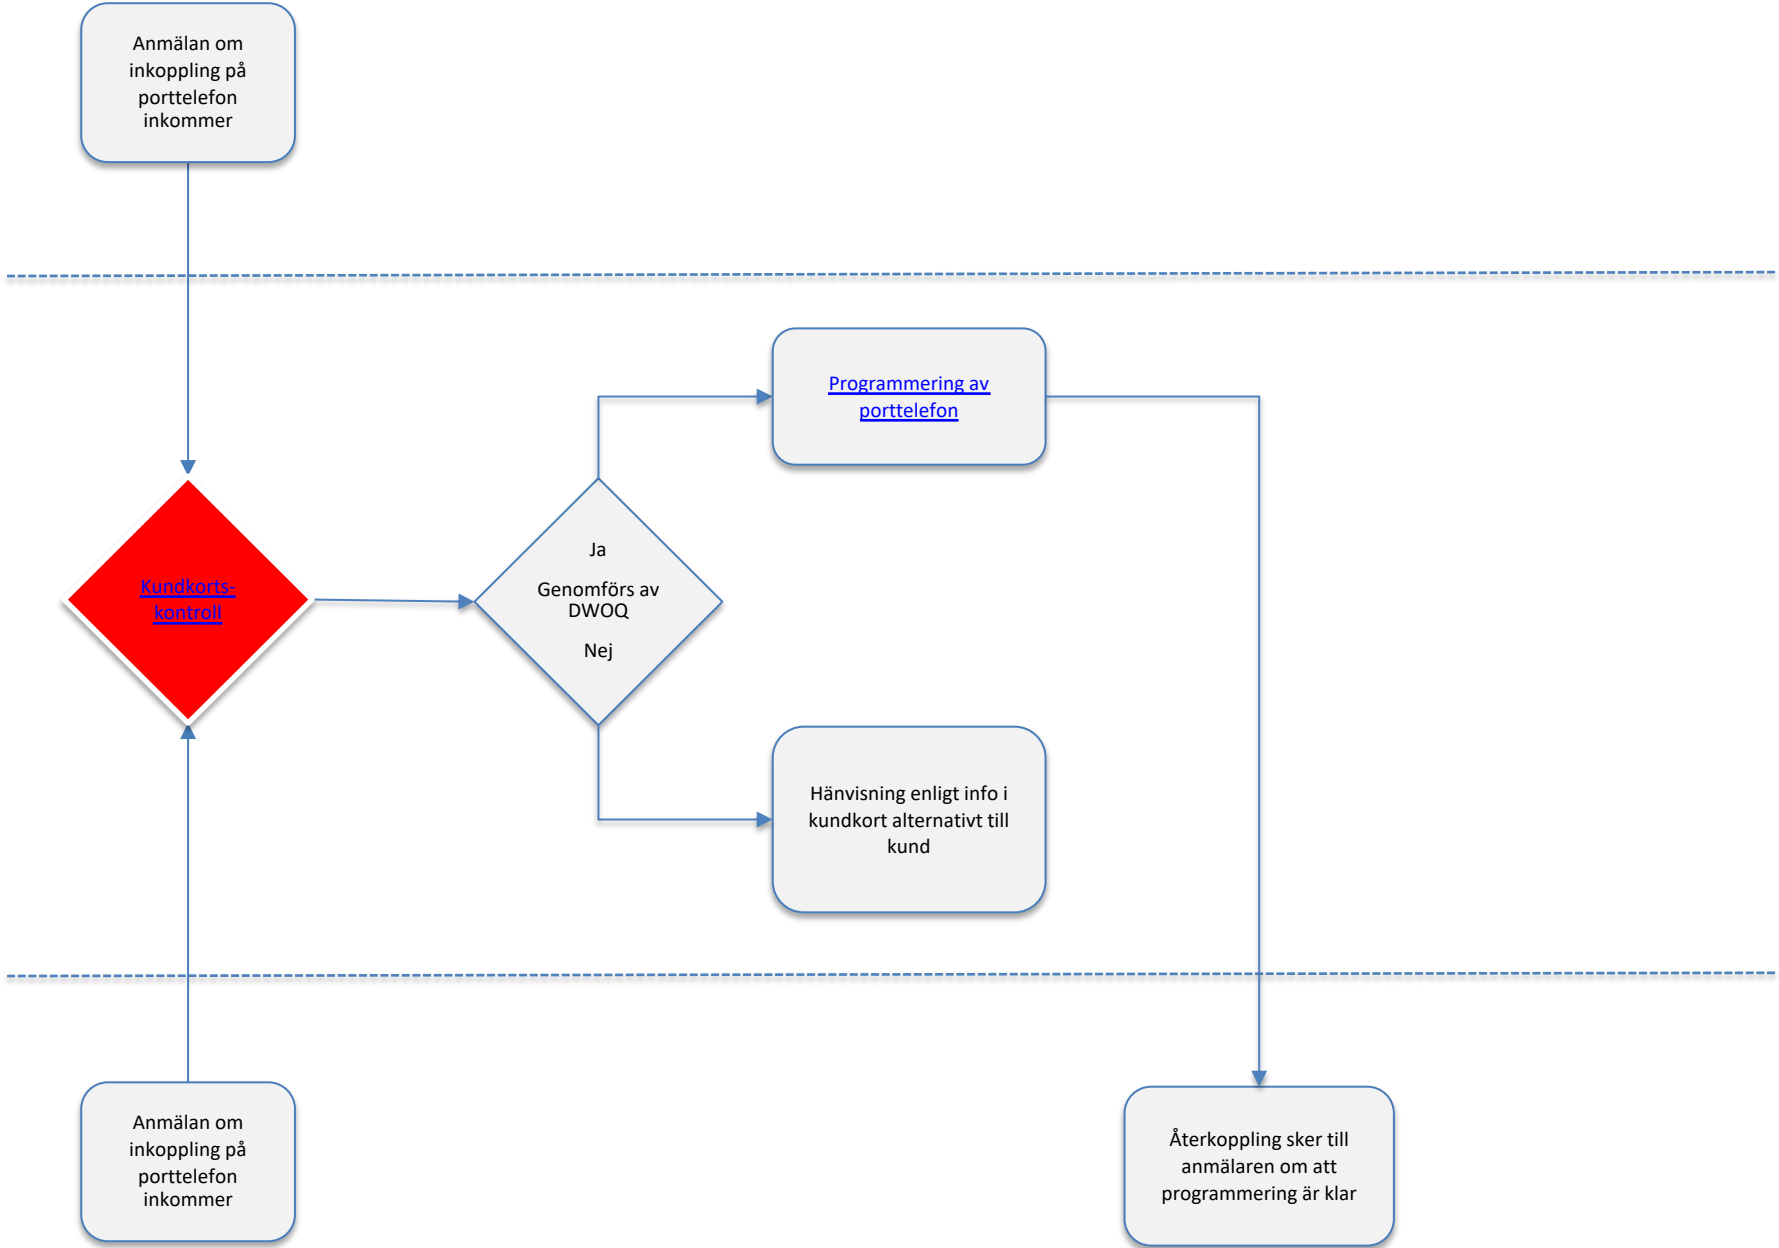 Anmälan om
inkoppling på
porttelefon
inkommer
Programmering av
porttelefon
Kundkorts-
kontroll
Ja
Genomförs av
DWOQ
Nej
Hänvisning enligt info i
kundkort alternativt till
kund
Anmälan om
inkoppling på
porttelefon
inkommer
Återkoppling sker till
anmälaren om att
programmering är klar